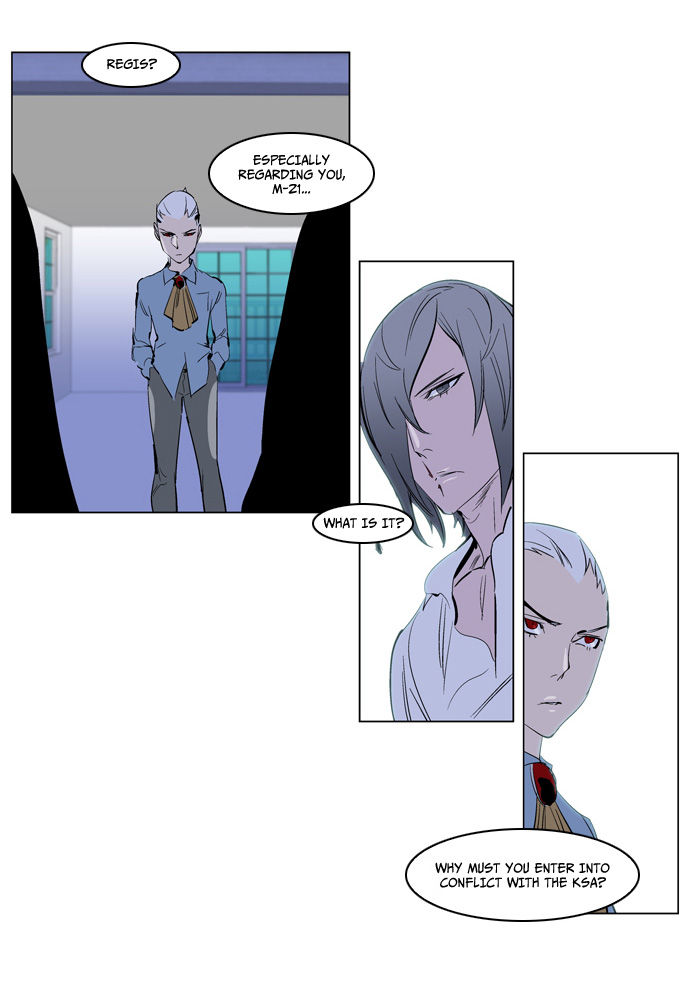 REGIS?
ESPECIALLY
REGARDING YOU,
M-21...
WHAT IS IT?
WHY MUST YOU ENTER INTO
CONFLICT WITH THE KSA?